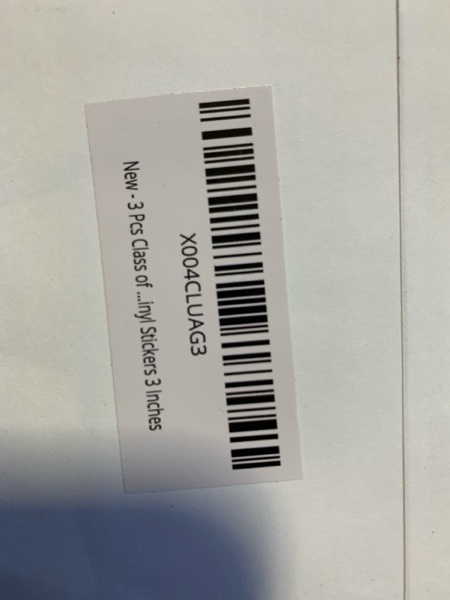 X004CLUAG3
New - 3 Pcs Class of ...inyl Stickers 3 Inches